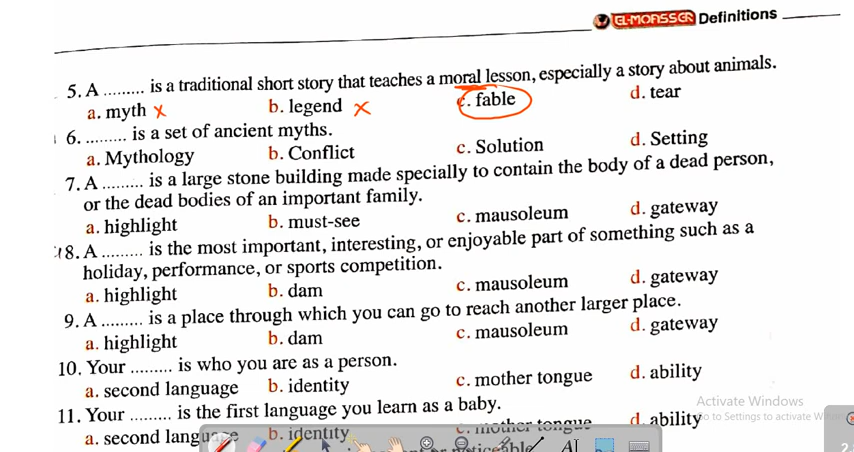 EL-MOASSER Definitions
5. A ......... is a traditional short story that teaches a moral lesson, especially a story about animals.
a. myth x b. legend x c. fable d. tear
6. ......... is a set of ancient myths.
a. Mythology b. Conflict c. Solution d. Setting
7. A ......... is a large stone building made specially to contain the body of a dead person,
or the dead bodies of an important family.
a. highlight b. must-see c. mausoleum d. gateway
8. A ......... is the most important, interesting, or enjoyable part of something such as a
holiday, performance, or sports competition.
a. highlight b. dam c. mausoleum d. gateway
9. A ......... is a place through which you can go to reach another larger place.
a. highlight b. dam c. mausoleum d. gateway
10. Your ......... is who you are as a person.
a. second language b. identity c. mother tongue d. ability
Activate Windows
11. Your ......... is the first language you learn as a baby.
to Settings to activate
a. second language b. identity c. mother tongue d. ability